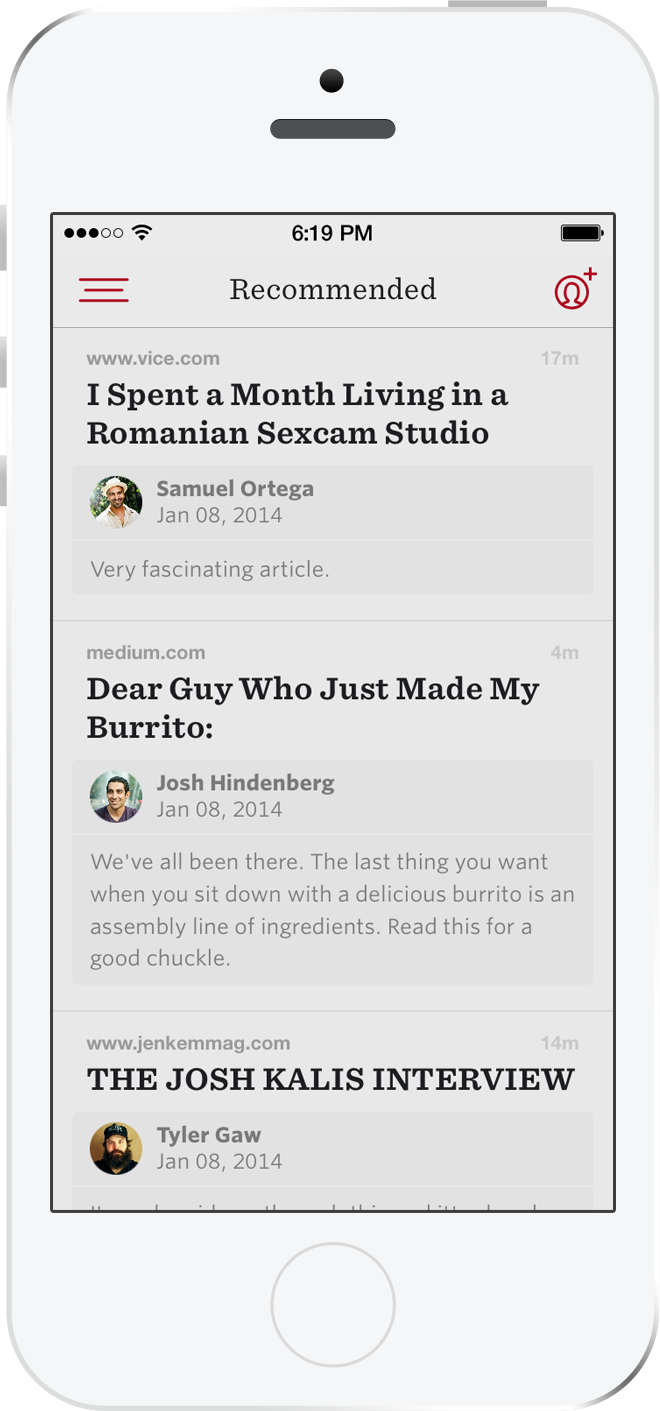 6:19 PM
Recommended
www.vice.com 17m
I Spent a Month Living in a
Romanian Sexcam Studio
Samuel Ortega
Jan 08, 2014
Very fascinating article.
medium.com 4m
Dear Guy Who Just Made My
Burrito:
Josh Hindenberg
Jan 08, 2014
We've all been there. The last thing you want
when you sit down with a delicious burrito is an
assembly line of ingredients. Read this for a
good chuckle.
www.jenkemmag.com 14m
THE JOSH KALIS INTERVIEW
Tyler Gaw
Jan 08, 2014